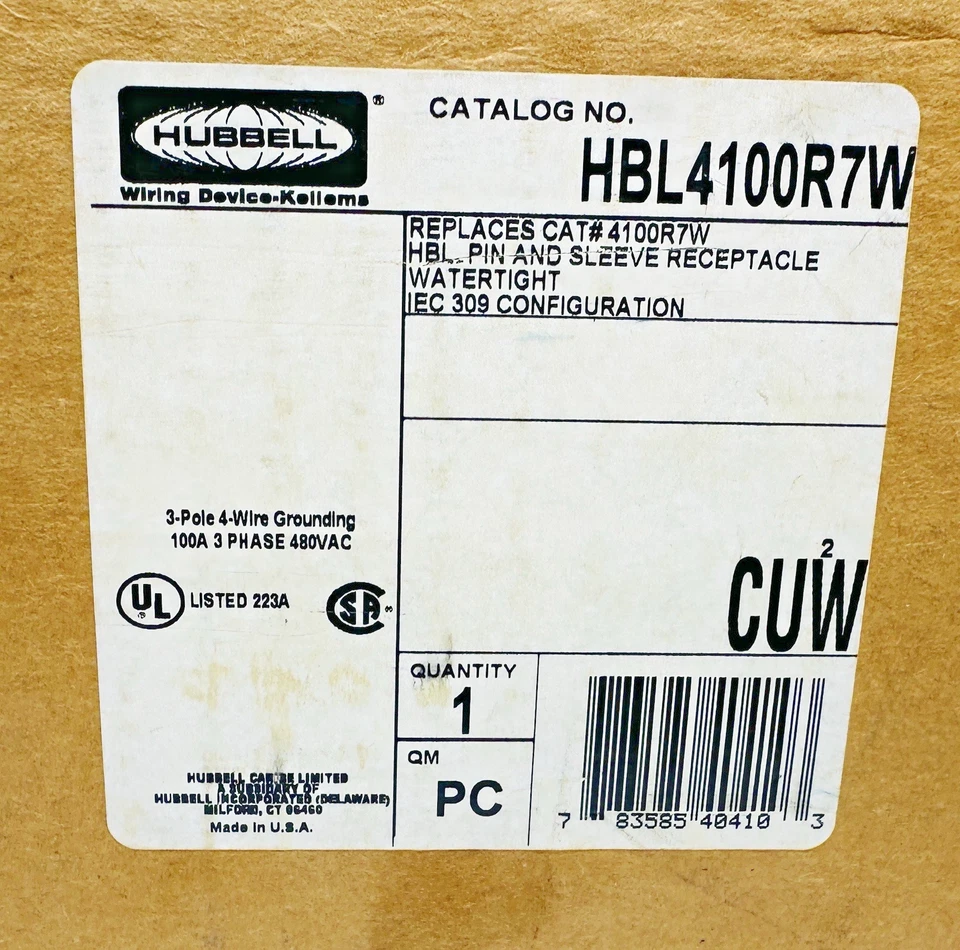 HUBBELL®
Wiring Device-Kellems
CATALOG NO.
HBL4100R7W
REPLACES CAT# 4100R7W
HBL. PIN AND SLEEVE RECEPTACLE
WATERTIGHT
IEC 309 CONFIGURATION
3-Pole 4-Wire Grounding
100A 3 PHASE 480VAC
UL® LISTED 223A SA®
2
CUW
QUANTITY
1
QM
PC
HUBBELL CARIBE LIMITED
A SUBSIDIARY OF
HUBBELL INCORPORATED (DELAWARE)
MILFORD, CT 06460
Made in U.S.A.
7 83585 40410 3